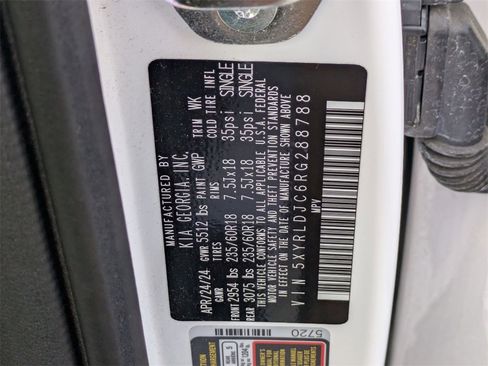 MANUFACTURED BY
KIA GEORGIA, INC.
APR/24/24 GVWR 5512 lbs PAINT GWP TRIM WK
GAWR TIRES RIMS COLD TIRE INFL
FRONT 2954 lbs 235/60R18 7.5Jx18 35psi SINGLE
REAR 3075 lbs 235/60R18 7.5Jx18 35psi SINGLE
THIS VEHICLE CONFORMS TO ALL APPLICABLE U.S.A. FEDERAL
MOTOR VEHICLE SAFETY AND THEFT PREVENTION STANDARDS
IN EFFECT ON THE DATE OF MANUFACTURE SHOWN ABOVE
VIN 5XYRLDJC6RG288788
MPV
5720